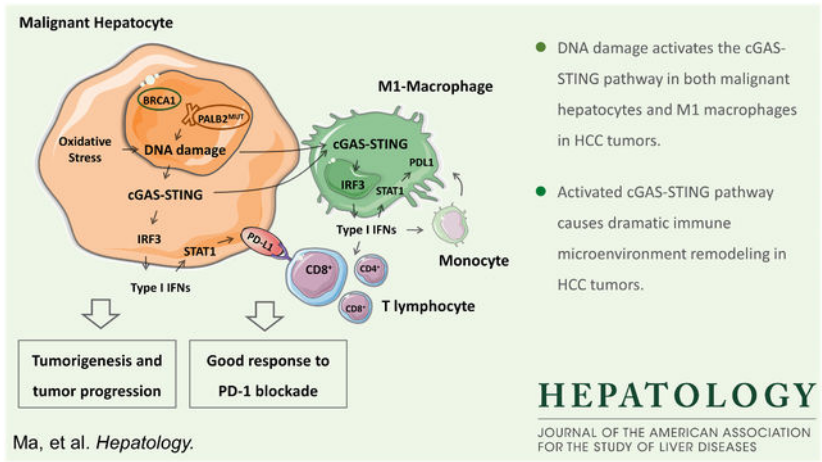 Malignant Hepatocyte
BRCA1
PALB2MUT
Oxidative
Stress
DNA damage
cGAS-STING
IRF3
STAT1
Type I IFNs
PD-L1
M1-Macrophage
cGAS-STING
PDL1
IRF3
STAT1
Type I IFNs
Monocyte
CD8+
CD4+
CD8+
T lymphocyte
Tumorigenesis and
tumor progression
Good response to
PD-1 blockade
Ma, et al. Hepatology.
DNA damage activates the cGAS-
STING pathway in both malignant
hepatocytes and M1 macrophages
in HCC tumors.
Activated cGAS-STING pathway
causes dramatic immune
microenvironment remodeling in
HCC tumors.
HEPATOLOGY
JOURNAL OF THE AMERICAN ASSOCIATION
FOR THE STUDY OF LIVER DISEASES